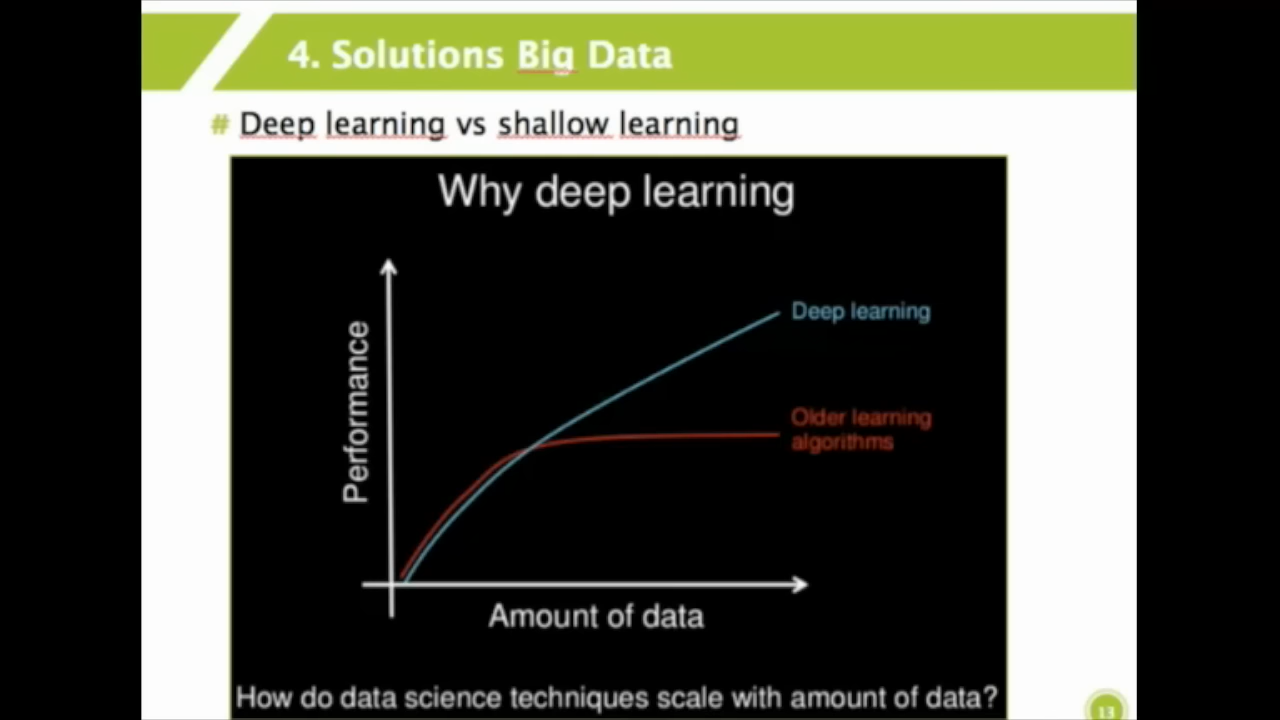 4. Solutions Big Data
# Deep learning vs shallow learning
Why deep learning
Deep learning
Older learning
algorithms
Performance
Amount of data
How do data science techniques scale with amount of data?
13